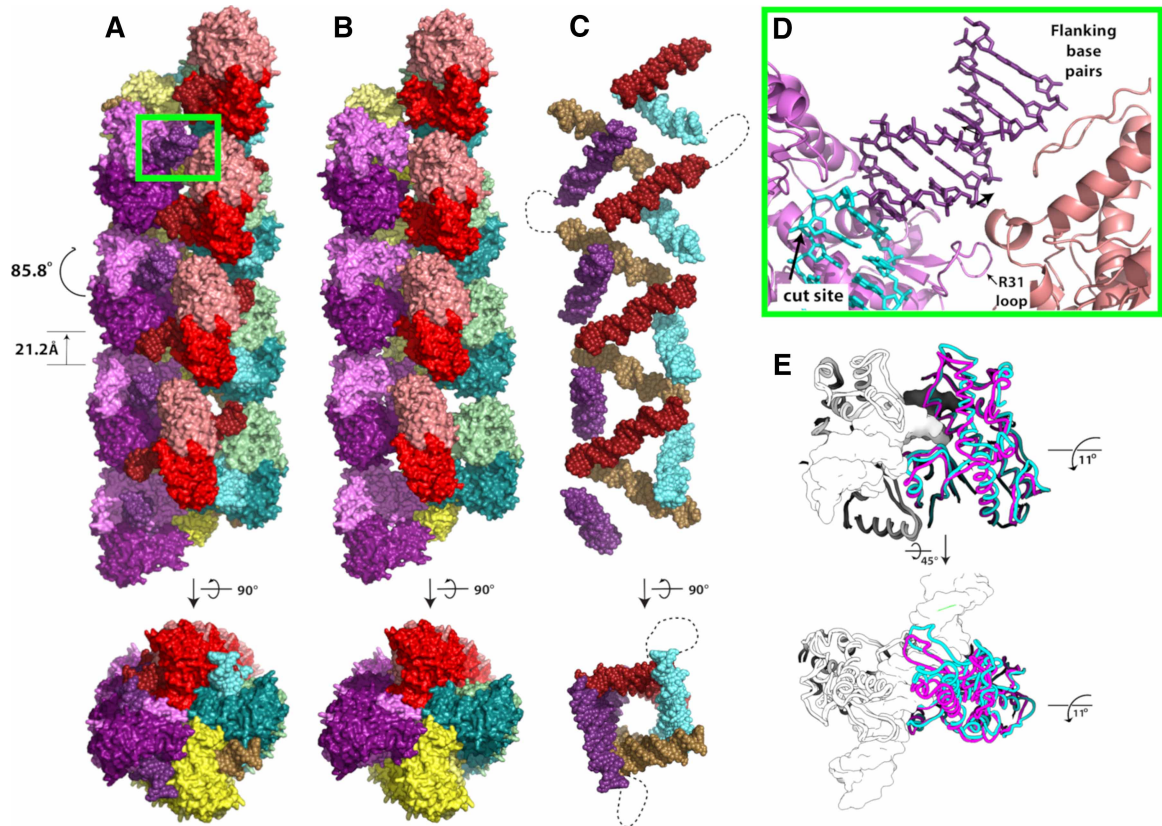 A
B
C
D
Flanking
base
pairs
cut site
R31
loop
85.8°
21.2Å
E
11°
45°
90°
90°
90°
11°